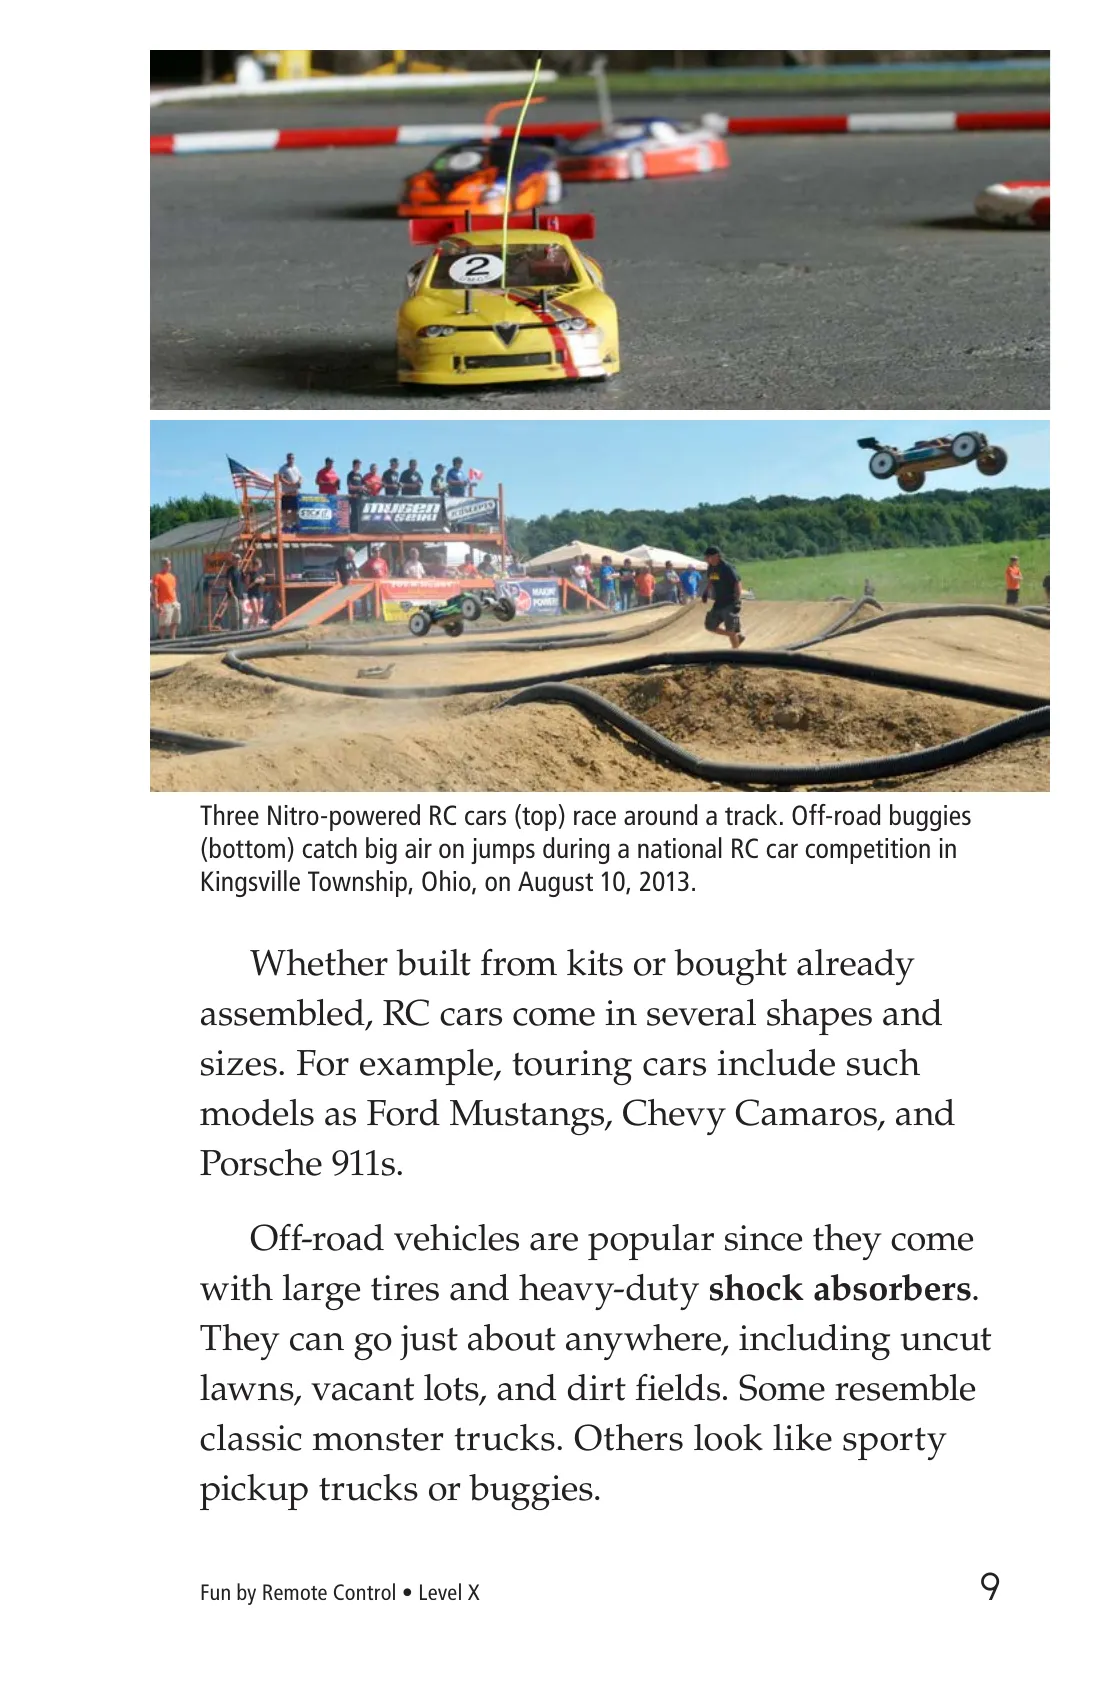 2
MUGEN
SEIKI
Three Nitro-powered RC cars (top) race around a track. Off-road buggies
(bottom) catch big air on jumps during a national RC car competition in
Kingsville Township, Ohio, on August 10, 2013.
Whether built from kits or bought already
assembled, RC cars come in several shapes and
sizes. For example, touring cars include such
models as Ford Mustangs, Chevy Camaros, and
Porsche 911s.
Off-road vehicles are popular since they come
with large tires and heavy-duty shock absorbers.
They can go just about anywhere, including uncut
lawns, vacant lots, and dirt fields. Some resemble
classic monster trucks. Others look like sporty
pickup trucks or buggies.
Fun by Remote Control • Level X
9